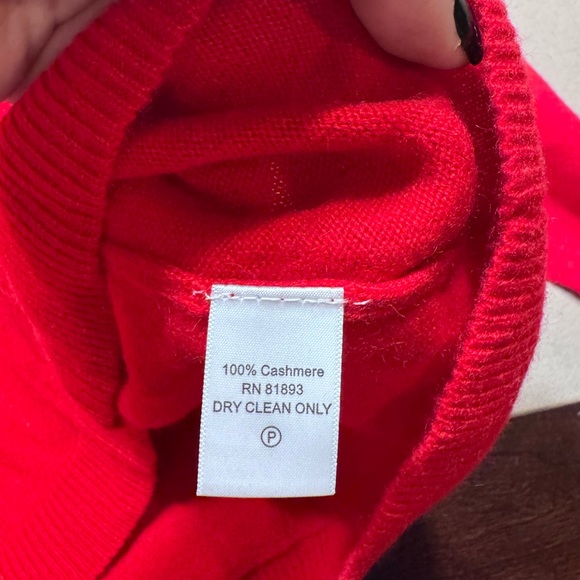 100% Cashmere
RN 81893
DRY CLEAN ONLY
P